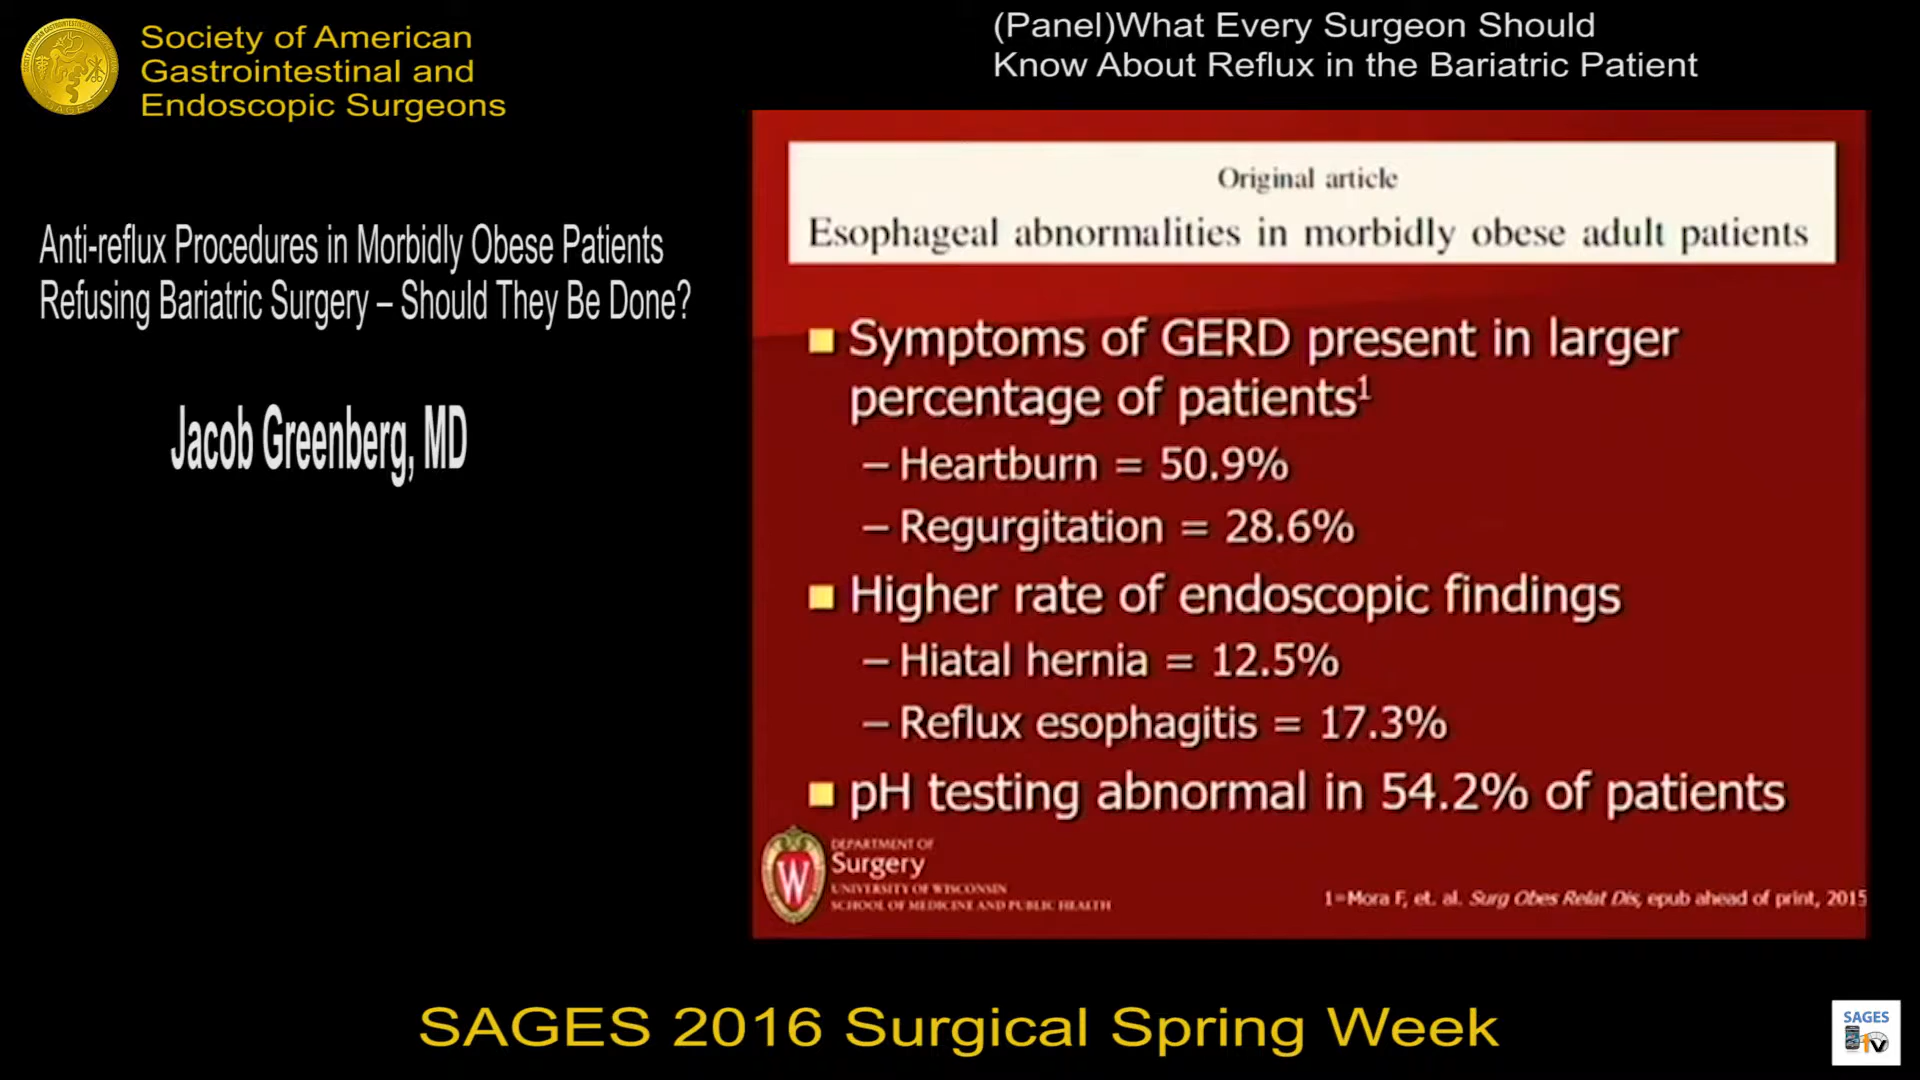 Society of American
Gastrointestinal and
Endoscopic Surgeons
(Panel)What Every Surgeon Should
Know About Reflux in the Bariatric Patient
Anti-reflux Procedures in Morbidly Obese Patients
Refusing Bariatric Surgery – Should They Be Done?
Jacob Greenberg, MD
Original article
Esophageal abnormalities in morbidly obese adult patients
Symptoms of GERD present in larger
percentage of patients1
– Heartburn = 50.9%
– Regurgitation = 28.6%
Higher rate of endoscopic findings
– Hiatal hernia = 12.5%
– Reflux esophagitis = 17.3%
pH testing abnormal in 54.2% of patients
W
DEPARTMENT OF
Surgery
UNIVERSITY OF WISCONSIN
SCHOOL OF MEDICINE AND PUBLIC HEALTH
1=Mora F, et. al. Surg Obes Relat Dis, epub ahead of print, 2015
SAGES 2016 Surgical Spring Week
SAGES
TV